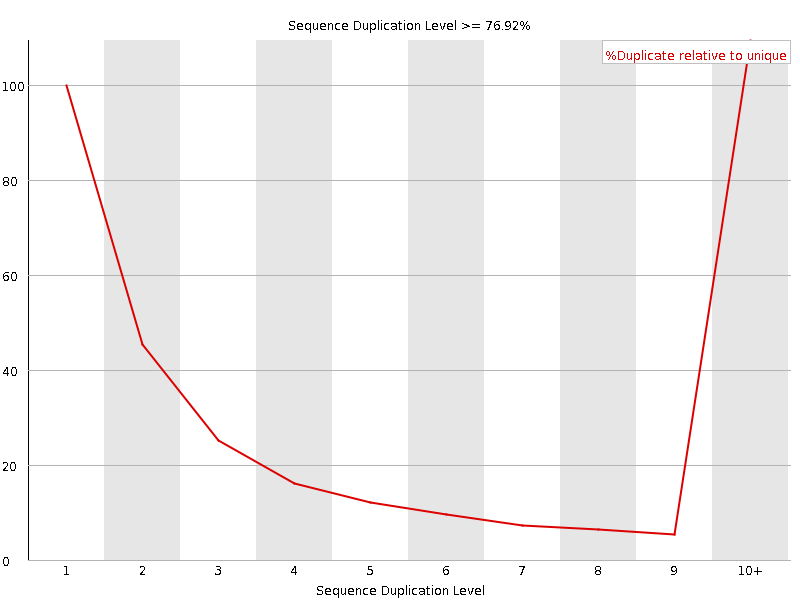 Sequence Duplication Level >= 76.92%
%Duplicate relative to unique
100
80
60
40
20
0
1 2 3 4 5 6 7 8 9 10+
Sequence Duplication Level